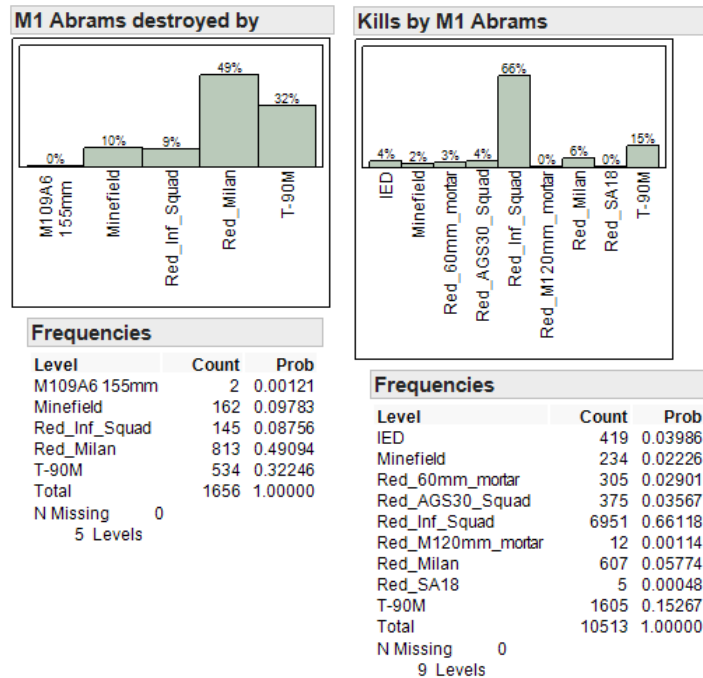 M1 Abrams destroyed by
0%
10%
9%
49%
32%
M109A6
155mm
Minefield
Red_Inf_Squad
Red_Milan
T-90M
Frequencies
Level Count Prob
M109A6 155mm 2 0.00121
Minefield 162 0.09783
Red_Inf_Squad 145 0.08756
Red_Milan 813 0.49094
T-90M 534 0.32246
Total 1656 1.00000
N Missing 0
5 Levels
Kills by M1 Abrams
4%
2%
3%
4%
66%
0%
6%
0%
15%
IED
Minefield
Red_60mm_mortar
Red_AGS30_Squad
Red_Inf_Squad
Red_M120mm_mortar
Red_Milan
Red_SA18
T-90M
Frequencies
Level Count Prob
IED 419 0.03986
Minefield 234 0.02226
Red_60mm_mortar 305 0.02901
Red_AGS30_Squad 375 0.03567
Red_Inf_Squad 6951 0.66118
Red_M120mm_mortar 12 0.00114
Red_Milan 607 0.05774
Red_SA18 5 0.00048
T-90M 1605 0.15267
Total 10513 1.00000
N Missing 0
9 Levels